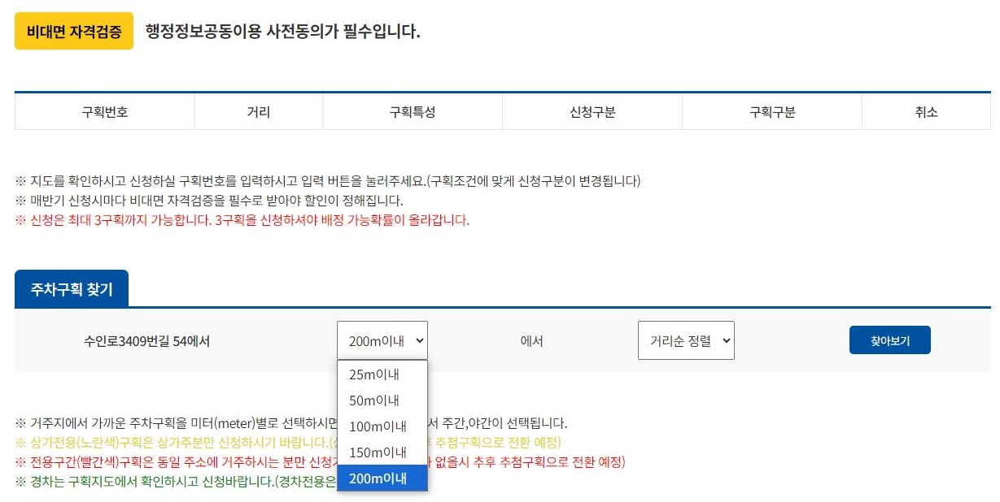 비대면 자격검증 행정정보공동이용 사전동의가 필수입니다.
구획번호 거리 구획특성 신청구분 구획구분 취소
※ 지도를 확인하시고 신청하실 구획번호를 입력하시고 입력 버튼을 눌러주세요.(구획조건에 맞게 신청구분이 변경됩니다)
※ 매반기 신청시마다 비대면 자격검증을 필수로 받아야 할인이 정해집니다.
※ 신청은 최대 3구획까지 가능합니다. 3구획을 신청하셔야 배정 가능확률이 올라갑니다.
주차구획 찾기
수인로3409번길 54에서 200m이내 에서 거리순 정렬 찾아보기
25m이내
50m이내
100m이내
150m이내
200m이내
※ 거주지에서 가까운 주차구획을 미터(meter)별로 선택하시면 서 주간,야간이 선택됩니다.
※ 상가전용(노란색)구획은 상가주분만 신청하시기 바랍니다. 추첨구획으로 전환 예정)
※ 전용구간(빨간색)구획은 동일 주소에 거주하시는 분만 신청 없을시 추후 추첨구획으로 전환 예정)
※ 경차는 구획지도에서 확인하시고 신청바랍니다.(경차전용은